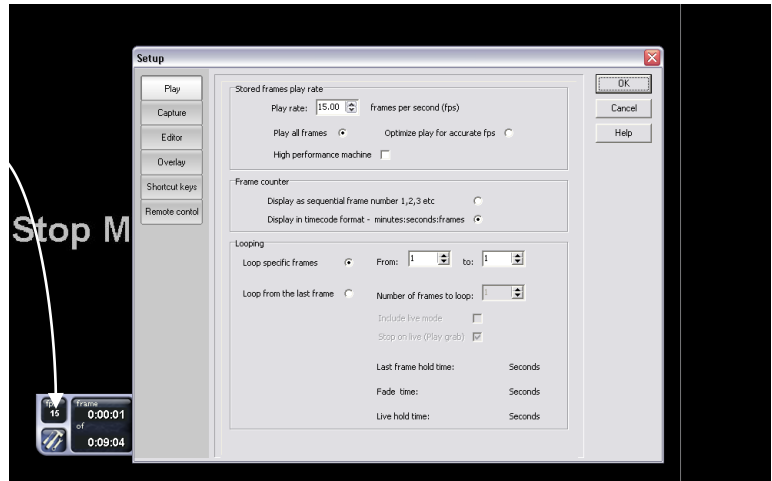 Setup
Play
Capture
Editor
Overlay
Shortcut keys
Remote contol
Stored frames play rate
Play rate: 15.00 frames per second (fps)
Play all frames Optimize play for accurate fps
High performance machine
Frame counter
Display as sequential frame number 1,2,3 etc
Display in timecode format - minutes:seconds:frames
Looping
Loop specific frames From: 1 to: 1
Loop from the last frame Number of frames to loop: 1
Include live mode
Stop on live (Play grab)
Last frame hold time: Seconds
Fade time: Seconds
Live hold time: Seconds
OK
Cancel
Help
Stop M
fps frame
15 0:00:01
of
0:09:04